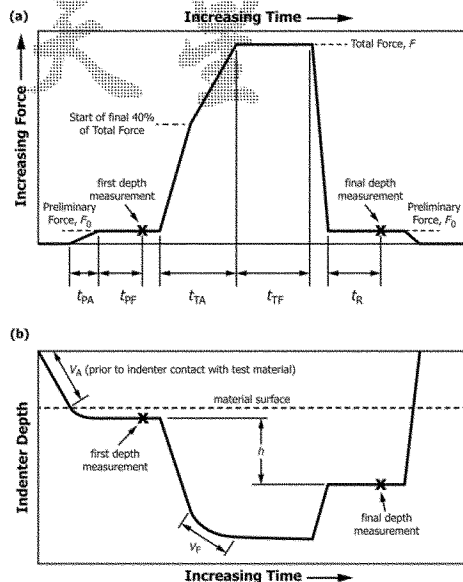 Increasing Time
(a)
Increasing Force
Total Force, F
Start of final 40%
of Total Force
first depth
measurement
final depth
measurement
Preliminary
Force, F0
Preliminary
Force, F0
tPA
tPF
tTA
tTF
tR
(b)
Indenter Depth
VA (prior to indenter contact with test material)
material surface
first depth
measurement
h
final depth
measurement
VF
Increasing Time